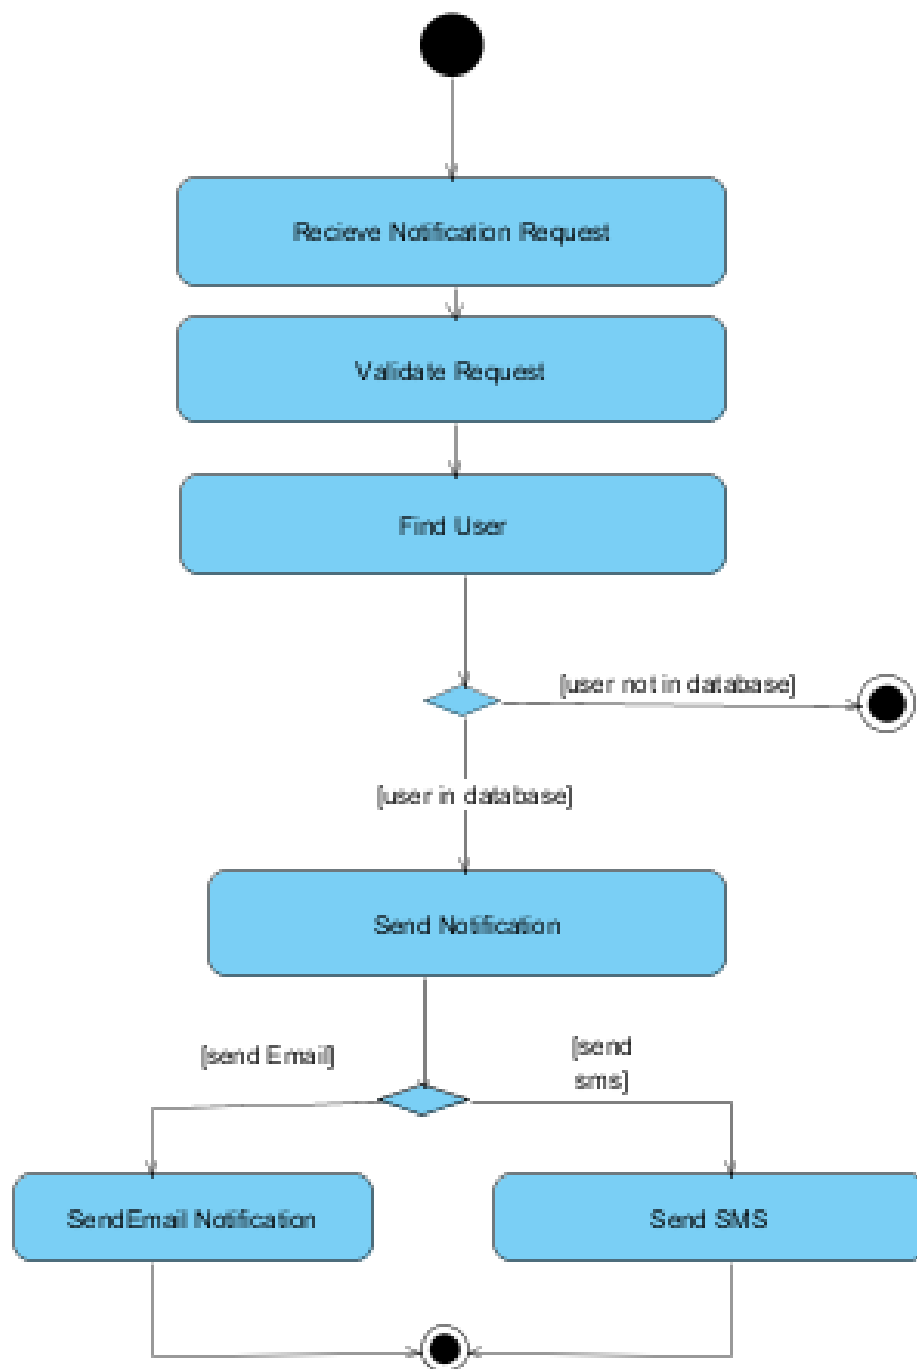 Recieve Notification Request
Validate Request
Find User
[user not in database]
[user in database]
Send Notification
[send Email]
[send
sms]
SendEmail Notification
Send SMS